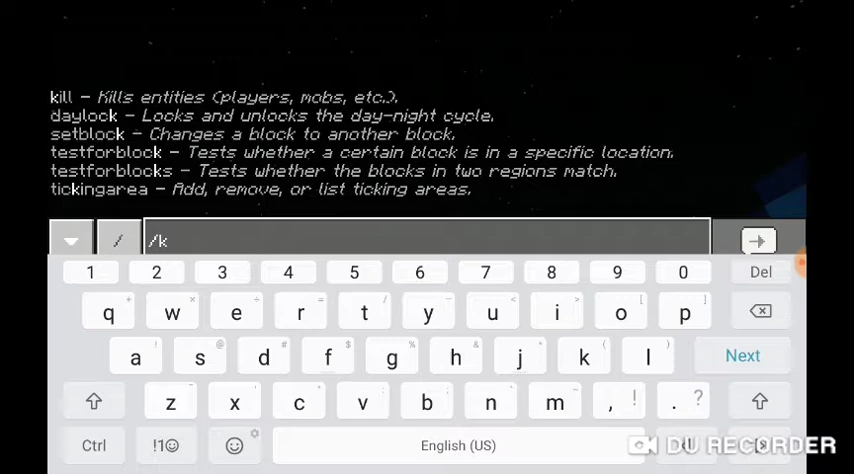 kill - Kills entities (players, mobs, etc.).
daylock - Locks and unlocks the day-night cycle.
setblock - Changes a block to another block.
testforblock - Tests whether a certain block is in a specific location.
testforblocks - Tests whether the blocks in two regions match.
tickingarea - Add, remove, or list ticking areas.
/ /k
1 2 3 4 5 6 7 8 9 0 Del
q + w × e ÷ r = t / y _ u < i > o [ p ]
a ! s @ d # f $ g % h & j * k ( l ) Next
z - x ' c " v : b ; n , m ~ , ! . ?
Ctrl !1☺ English (US)
DU RECORDER